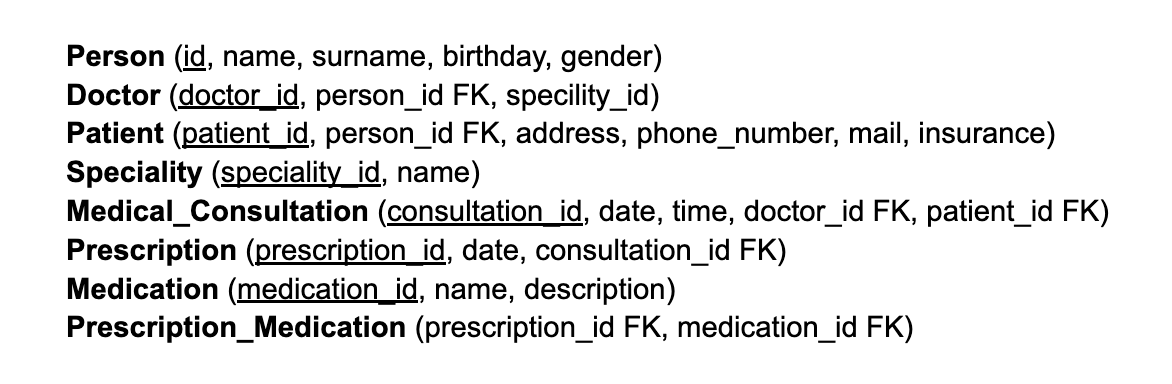 Person (id, name, surname, birthday, gender)
Doctor (doctor_id, person_id FK, specility_id)
Patient (patient_id, person_id FK, address, phone_number, mail, insurance)
Speciality (speciality_id, name)
Medical_Consultation (consultation_id, date, time, doctor_id FK, patient_id FK)
Prescription (prescription_id, date, consultation_id FK)
Medication (medication_id, name, description)
Prescription_Medication (prescription_id FK, medication_id FK)